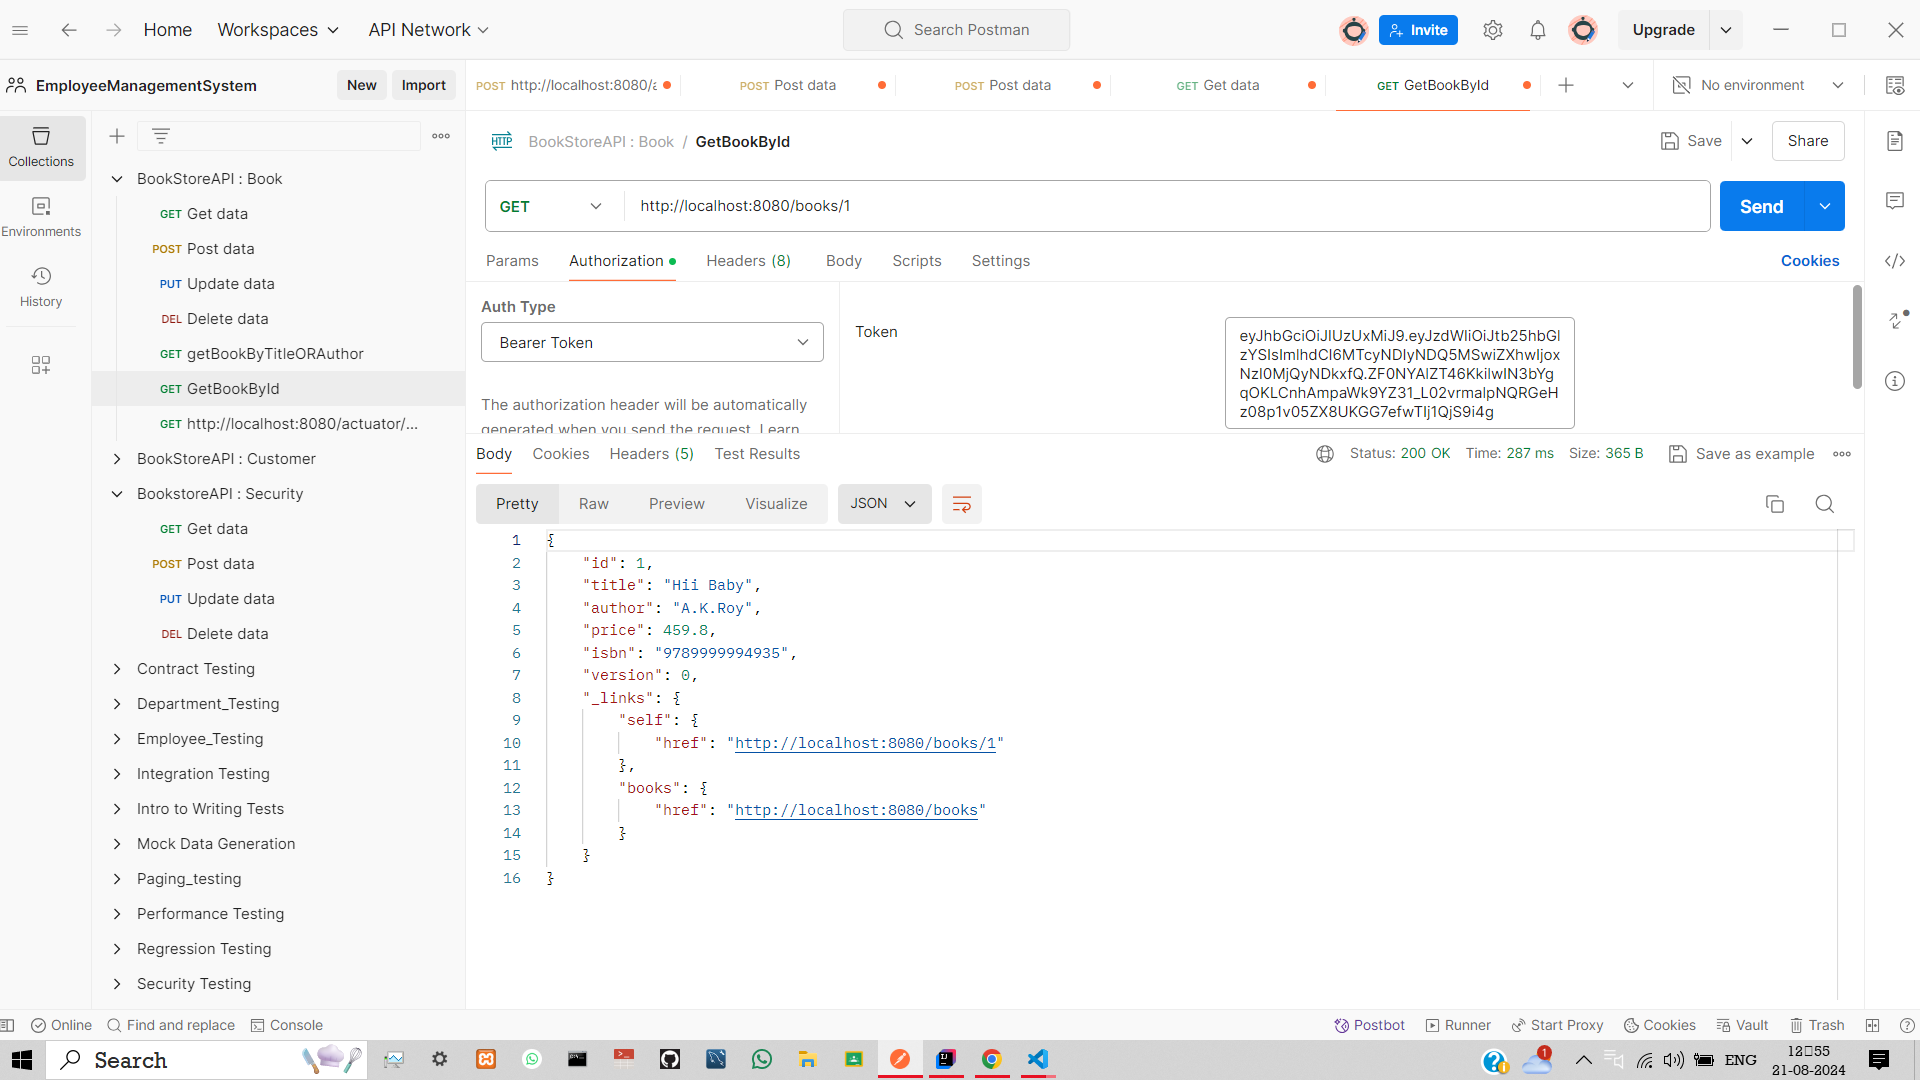 Home
Workspaces
API Network
Search Postman
Invite
Upgrade
EmployeeManagementSystem
New
Import
POST http://localhost:8080/
POST Post data
POST Post data
GET Get data
GET GetBookById
No environment
Collections
Environments
History
BookStoreAPI : Book
GET Get data
POST Post data
PUT Update data
DEL Delete data
GET getBookByTitleORAuthor
GET GetBookById
GET http://localhost:8080/actuator/...
BookStoreAPI : Customer
BookstoreAPI : Security
GET Get data
POST Post data
PUT Update data
DEL Delete data
Contract Testing
Department_Testing
Employee_Testing
Integration Testing
Intro to Writing Tests
Mock Data Generation
Paging_testing
Performance Testing
Regression Testing
Security Testing
HTTP BookStoreAPI : Book / GetBookById
Save
Share
GET
http://localhost:8080/books/1
Send
Params
Authorization
Headers (8)
Body
Scripts
Settings
Cookies
Auth Type
Bearer Token
The authorization header will be automatically
generated when you send the request. Learn
Token
Body
Cookies
Headers (5)
Test Results
Status: 200 OK
Time: 287 ms
Size: 365 B
Save as example
Pretty
Raw
Preview
Visualize
JSON
1 {
2 "id": 1,
3 "title": "Hii Baby",
4 "author": "A.K.Roy",
5 "price": 459.8,
6 "isbn": "9789999994935",
7 "version": 0,
8 "_links": {
9 "self": {
10 "href": "http://localhost:8080/books/1"
11 },
12 "books": {
13 "href": "http://localhost:8080/books"
14 }
15 }
16 }
Online
Find and replace
Console
Postbot
Runner
Start Proxy
Cookies
Vault
Trash
Search
1
ENG
12:55
21-08-2024